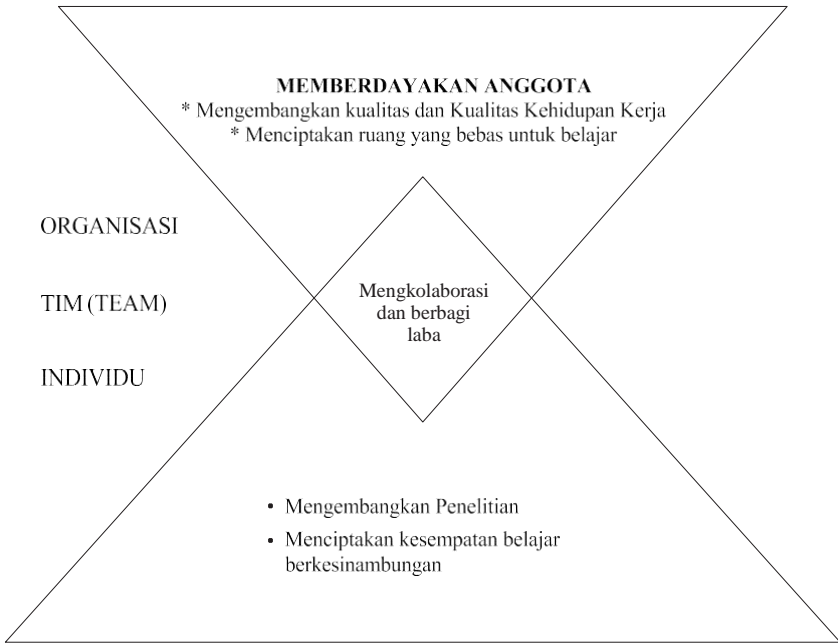 MEMBERDAYAKAN ANGGOTA
* Mengembangkan kualitas dan Kualitas Kehidupan Kerja
* Menciptakan ruang yang bebas untuk belajar
ORGANISASI
TIM (TEAM)
INDIVIDU
Mengkolaborasi
dan berbagi
laba
• Mengembangkan Penelitian
• Menciptakan kesempatan belajar
berkesinambungan